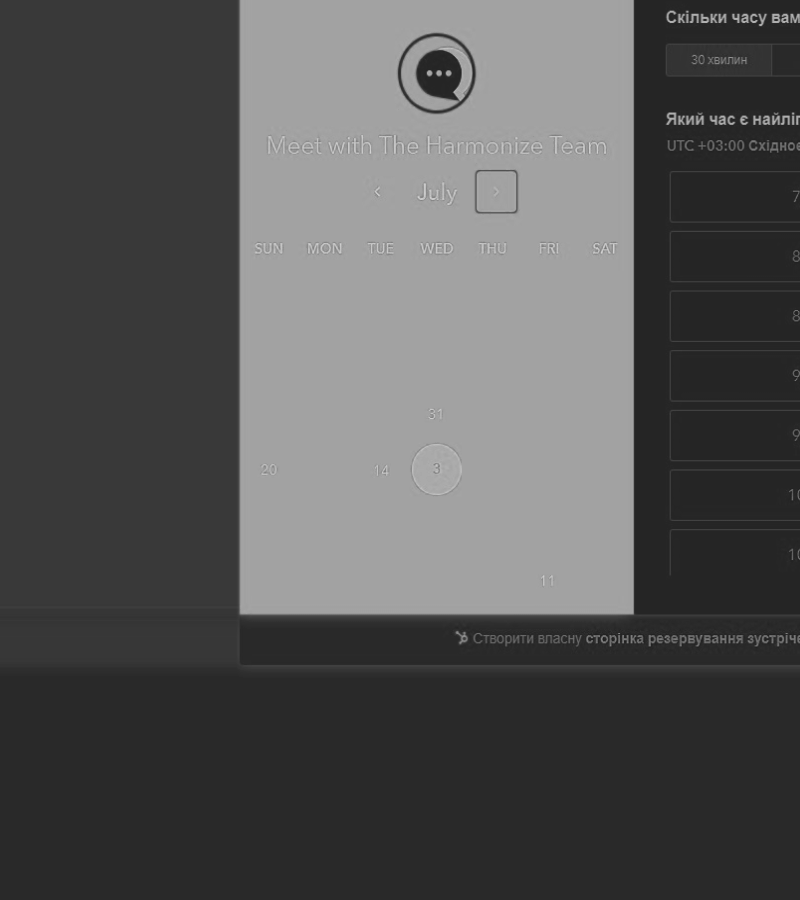 Meet with The Harmonize Team
July
SUN MON TUE WED THU FRI SAT
31
20 14 3
11
Скільки часу вам
30 хвилин
Який час є найліп
UTC +03:00 Східноє
7
8
8
9
9
10
10
Створити власну сторінка резервування зустріче